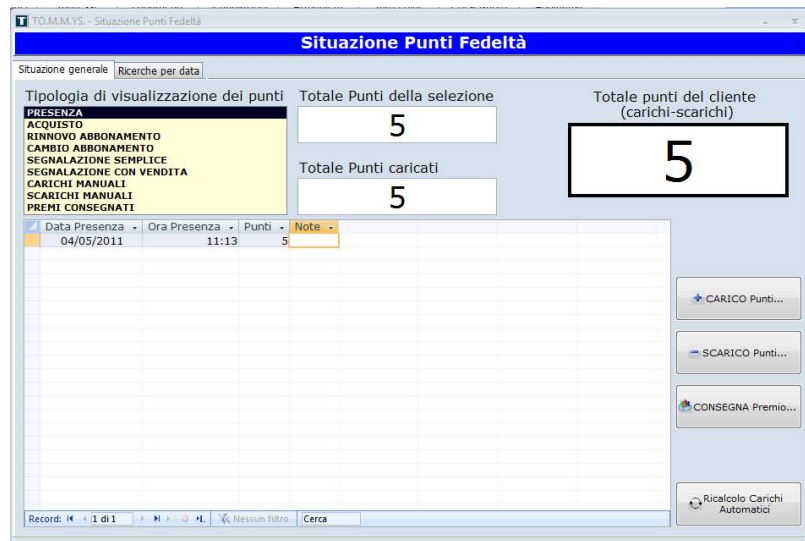 TO.M.M.YS. - Situazione Punti Fedeltà
Situazione Punti Fedeltà
Situazione generale
Ricerche per data
Tipologia di visualizzazione dei punti
PRESENZA
ACQUISTO
RINNOVO ABBONAMENTO
CAMBIO ABBONAMENTO
SEGNALAZIONE SEMPLICE
SEGNALAZIONE CON VENDITA
CARICHI MANUALI
SCARICHI MANUALI
PREMI CONSEGNATI
Totale Punti della selezione
5
Totale Punti caricati
5
Totale punti del cliente
(carichi-scarichi)
5
Data Presenza Ora Presenza Punti Note
04/05/2011 11:13 5
CARICO Punti...
SCARICO Punti...
CONSEGNA Premio...
Ricalcolo Carichi
Automatici
Record: 1 di 1 Nessun filtro Cerca